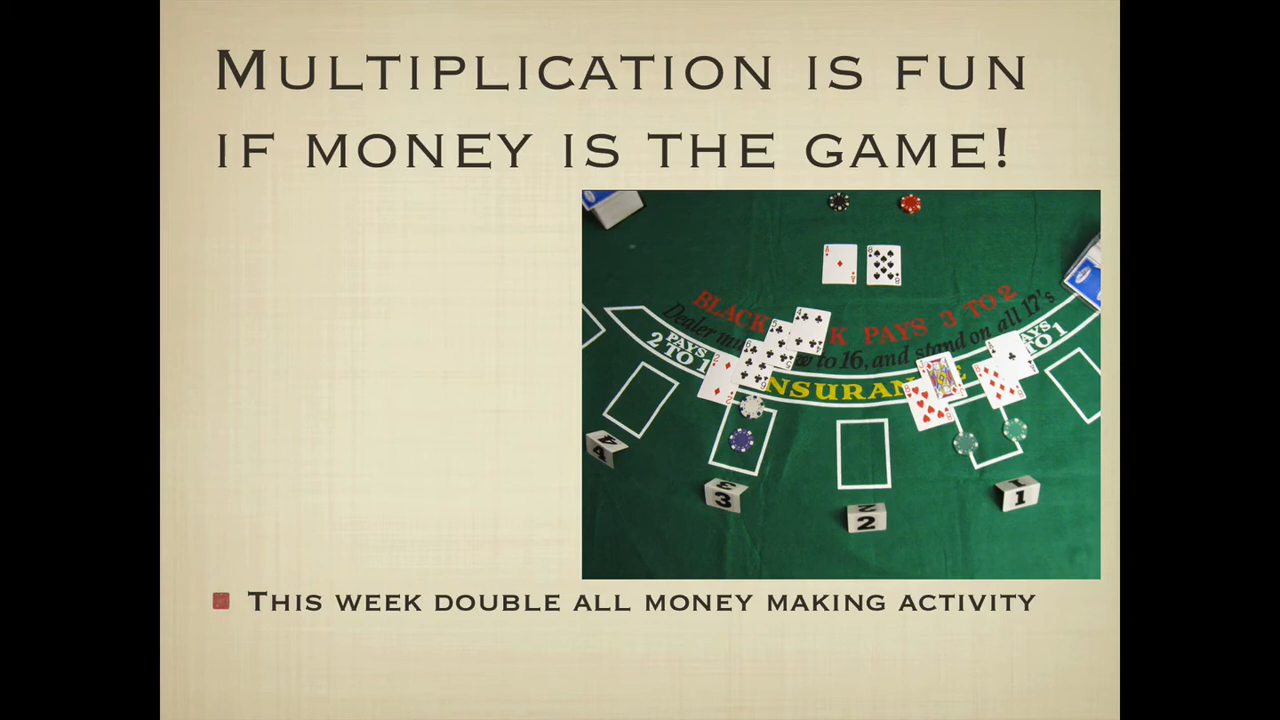 MULTIPLICATION IS FUN
IF MONEY IS THE GAME!
BLACK K PAYS 3 TO 2
Dealer to 16, and stand on all 17's
PAYS
2 TO 1
PAYS
TO 1
INSURAN
4
3
2
1
THIS WEEK DOUBLE ALL MONEY MAKING ACTIVITY